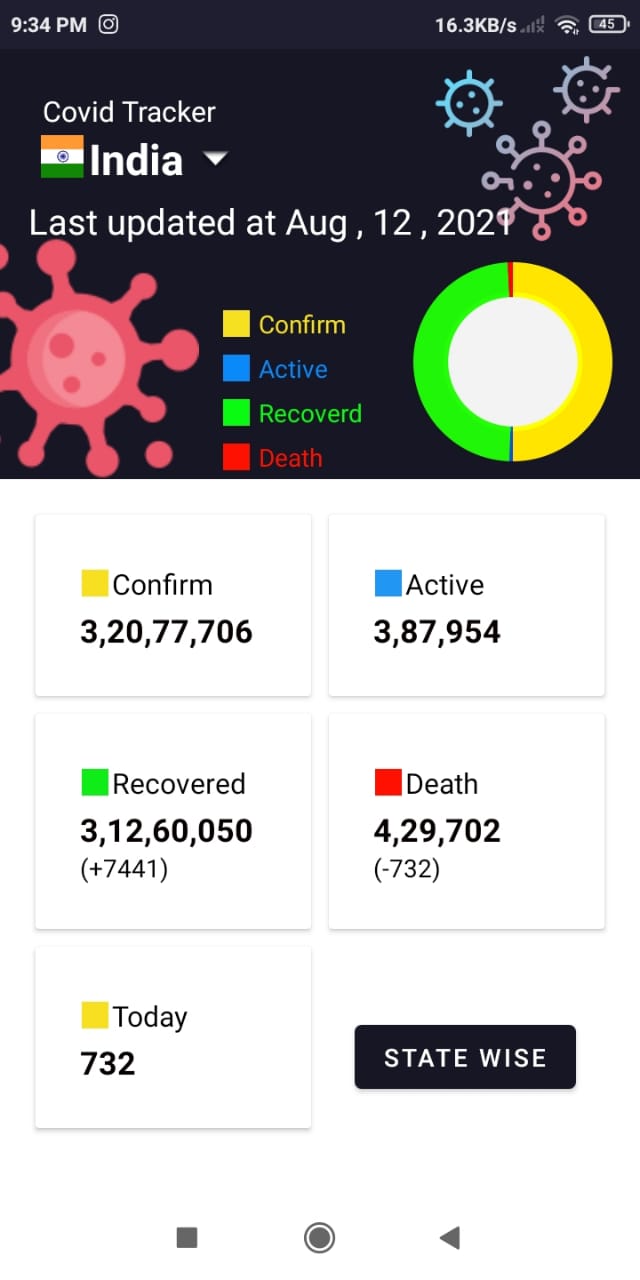 9:34 PM 16.3KB/s 45
Covid Tracker
India
Last updated at Aug , 12 , 2021
Confirm
Active
Recoverd
Death
Confirm
3,20,77,706
Active
3,87,954
Recovered
3,12,60,050
(+7441)
Death
4,29,702
(-732)
Today
732
STATE WISE